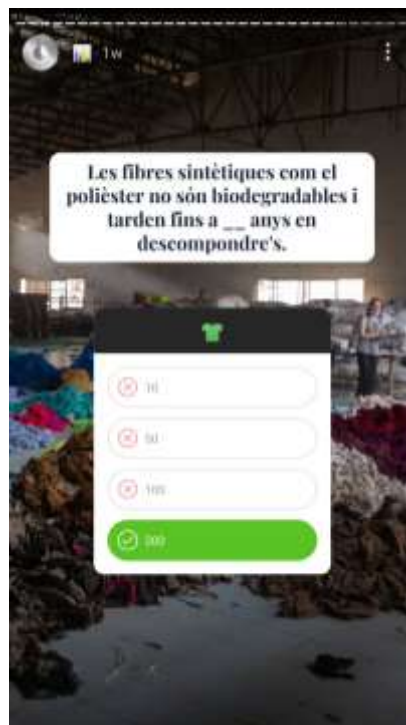 1w
Les fibres sintètiques com el
polièster no són biodegradables i
tarden fins a __ anys en
descompondre's.
10
50
100
200